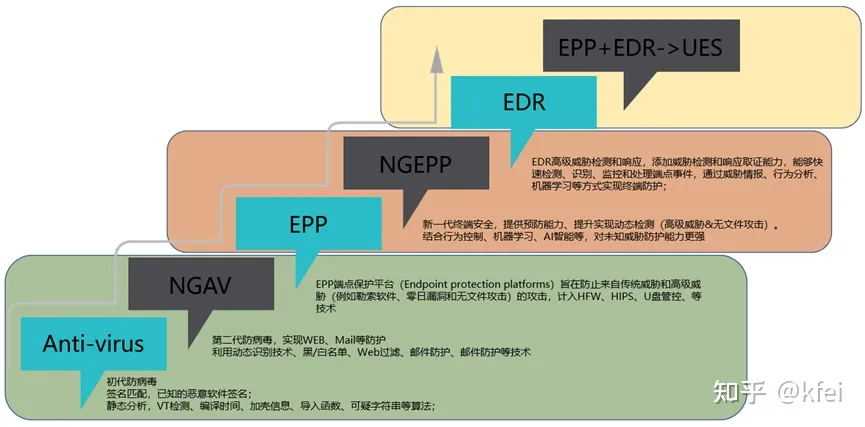 EPP+EDR->UES
EDR
EDR高级威胁检测和响应，添加威胁检测和响应取证能力，能够快
速检测、识别、监控和处理端点事件，通过威胁情报、行为分析、
机器学习等方式实现终端防护；
NGEPP
新一代终端安全，提供预防能力、提升实现动态检测（高级威胁&无文件攻击）。
结合行为控制、机器学习、AI智能等，对未知威胁防护能力更强
EPP
EPP端点保护平台（Endpoint protection platforms）旨在防止来自传统威胁和高级威
胁（例如勒索软件、零日漏洞和无文件攻击）的攻击，计入HFW、HIPS、U盘管控、等
技术
NGAV
第二代防病毒，实现WEB、Mail等防护
利用动态识别技术、黑/白名单、Web过滤、邮件防护、邮件防护等技术
Anti-virus
初代防病毒
签名匹配，已知的恶意软件签名；
静态分析，VT检测、编译时间、加壳信息、导入函数、可疑字符串等算法；
知乎 @kfei